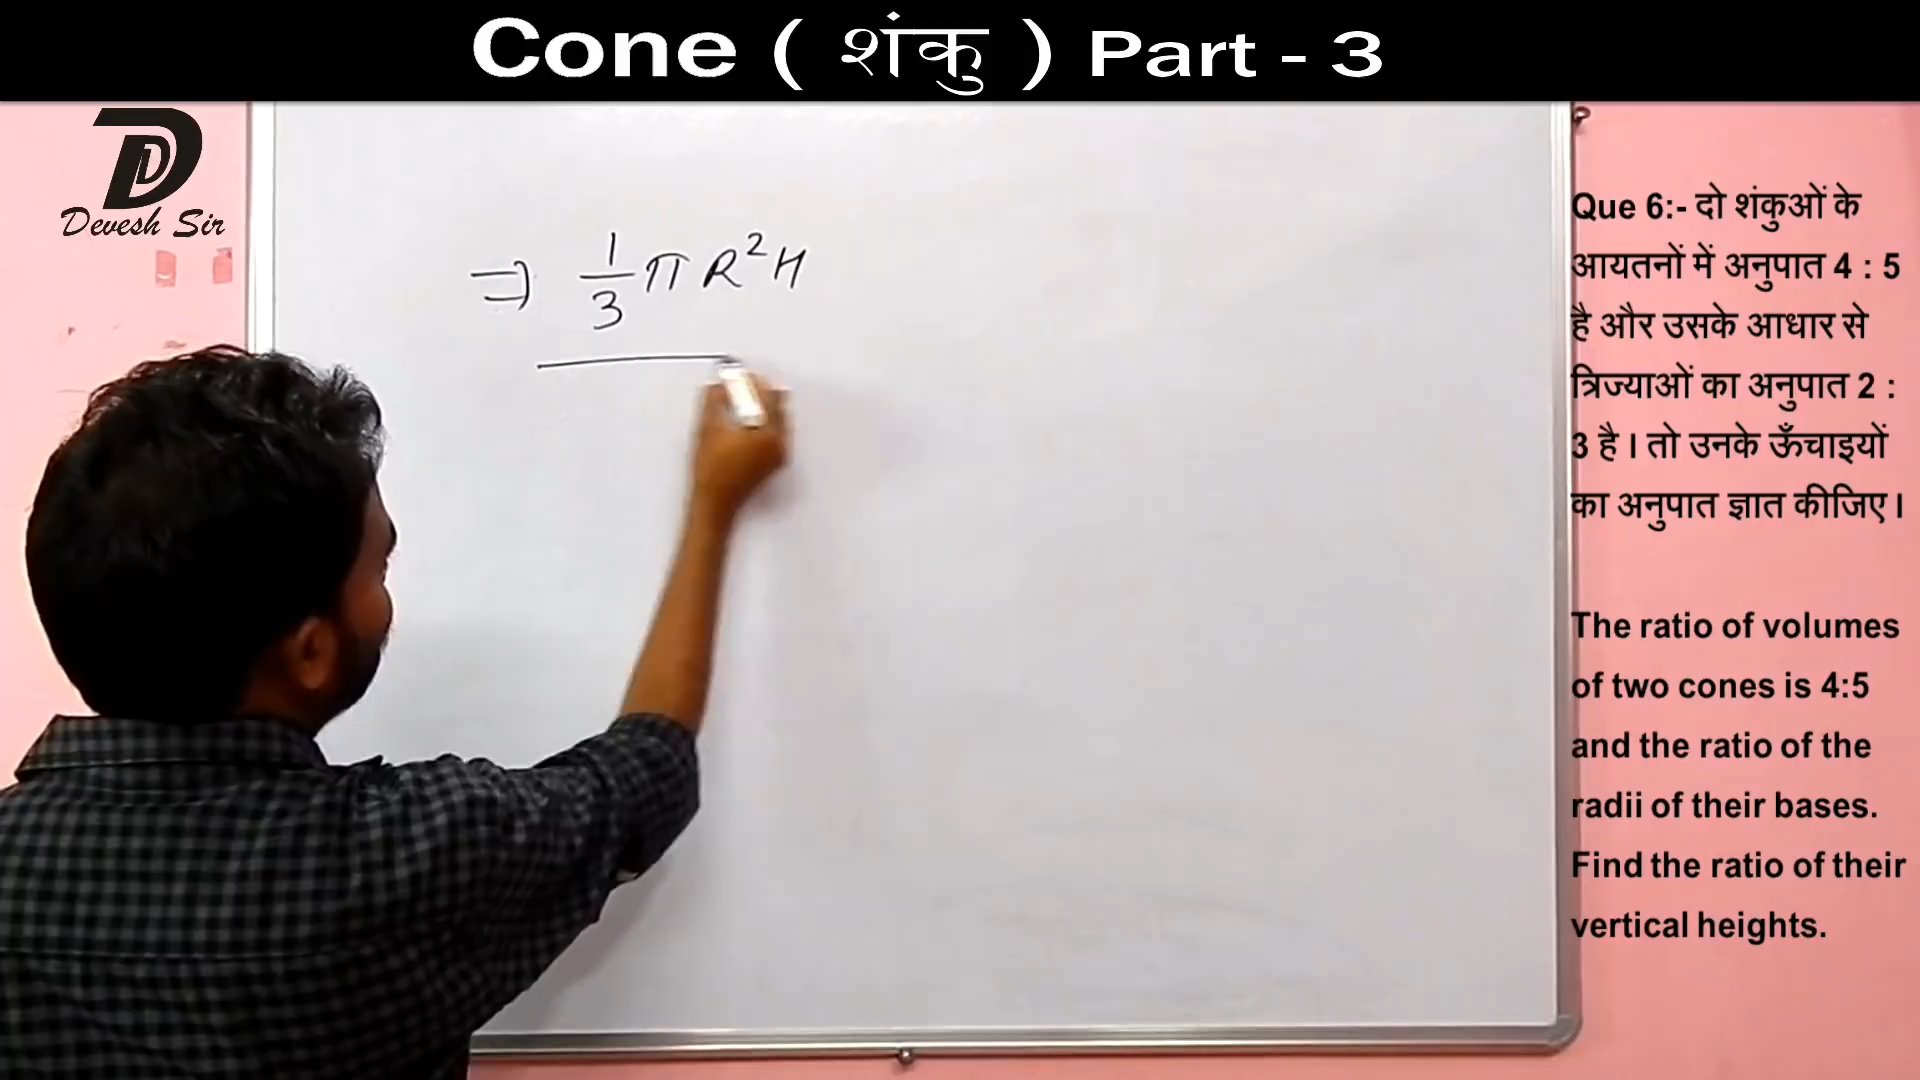 Cone ( शंकु ) Part - 3
D
Devesh Sir
⇒ 1/3 π R²H
Que 6:- दो शंकुओं के
आयतनों में अनुपात 4 : 5
है और उसके आधार से
त्रिज्याओं का अनुपात 2 :
3 है । तो उनके ऊँचाइयों
का अनुपात ज्ञात कीजिए ।
The ratio of volumes
of two cones is 4:5
and the ratio of the
radii of their bases.
Find the ratio of their
vertical heights.